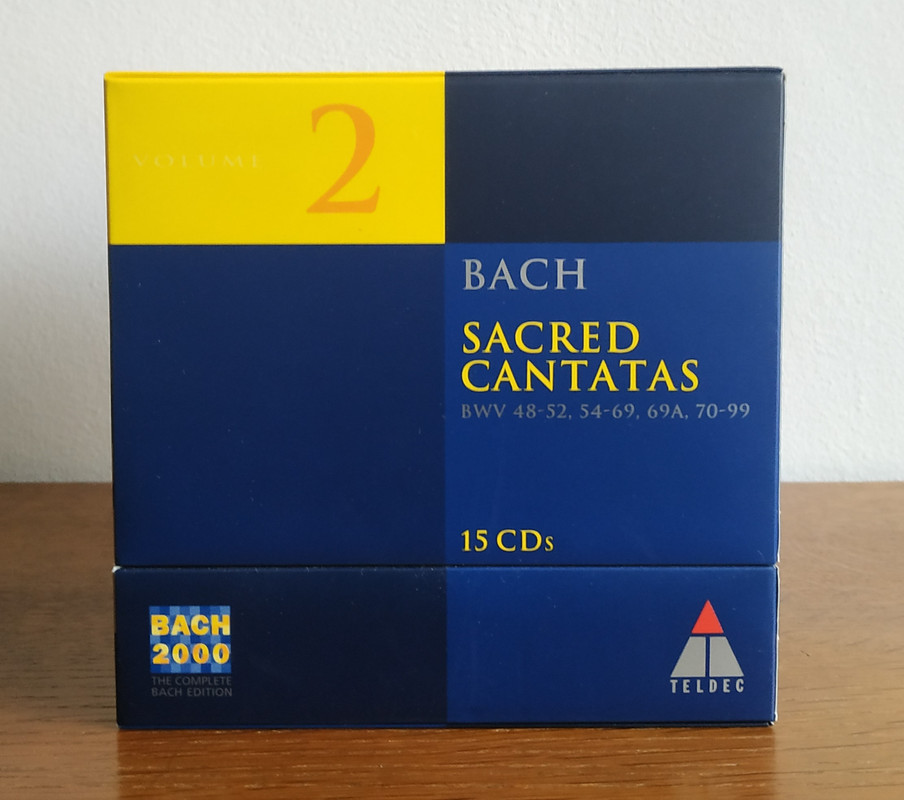 VOLUME 2
BACH
SACRED
CANTATAS
BWV 48-52, 54-69, 69A, 70-99
15 CDs
BACH
2000
THE COMPLETE
BACH EDITION
TELDEC